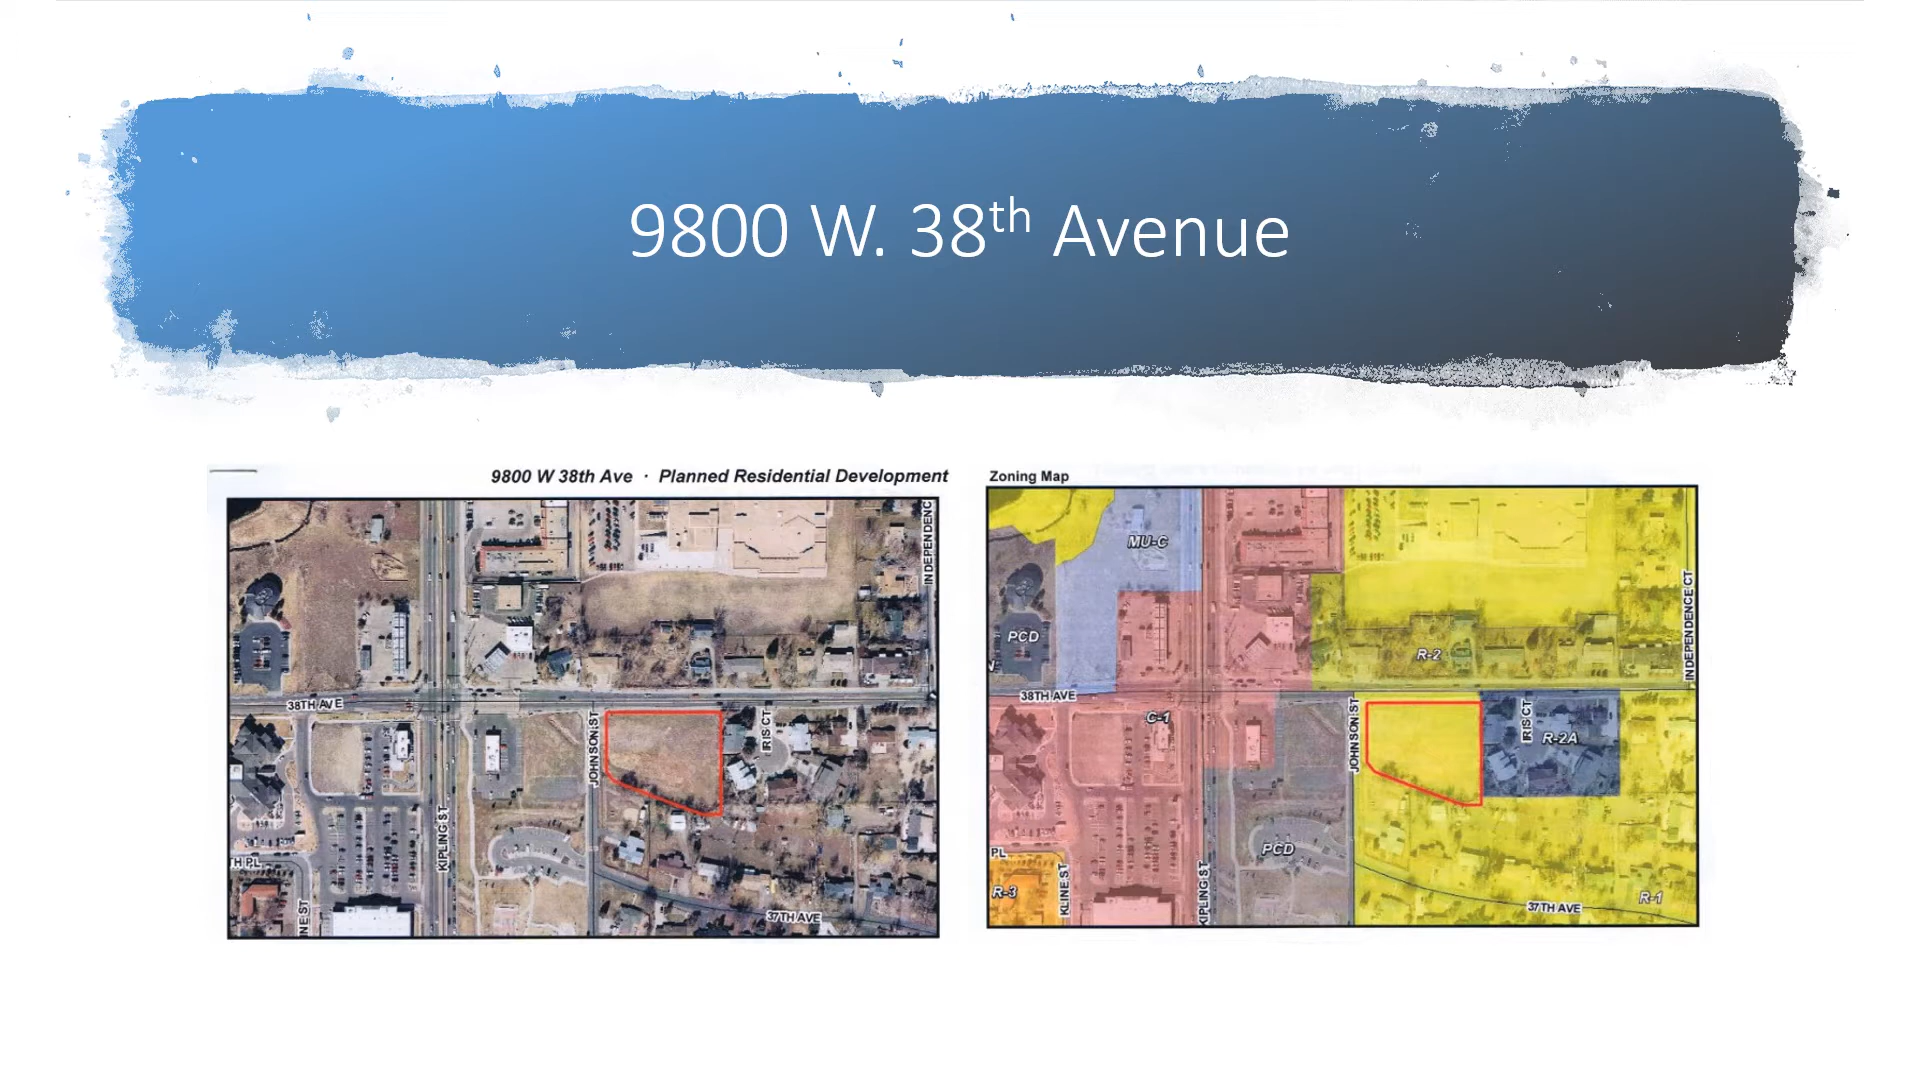 9800 W. 38th Avenue
9800 W 38th Ave · Planned Residential Development
INDEPENDENC
38TH AVE
JOHNSON ST
IRIS CT
KIPLING ST
TH PL
NE ST
37TH AVE
Zoning Map
MU-C
PCD
R-2
INDEPENDENCE CT
38TH AVE
C-1
JOHNSON ST
IRIS CT
R-2A
PCD
PL
R-3
KLINE ST
KIPLING ST
37TH AVE
R-1